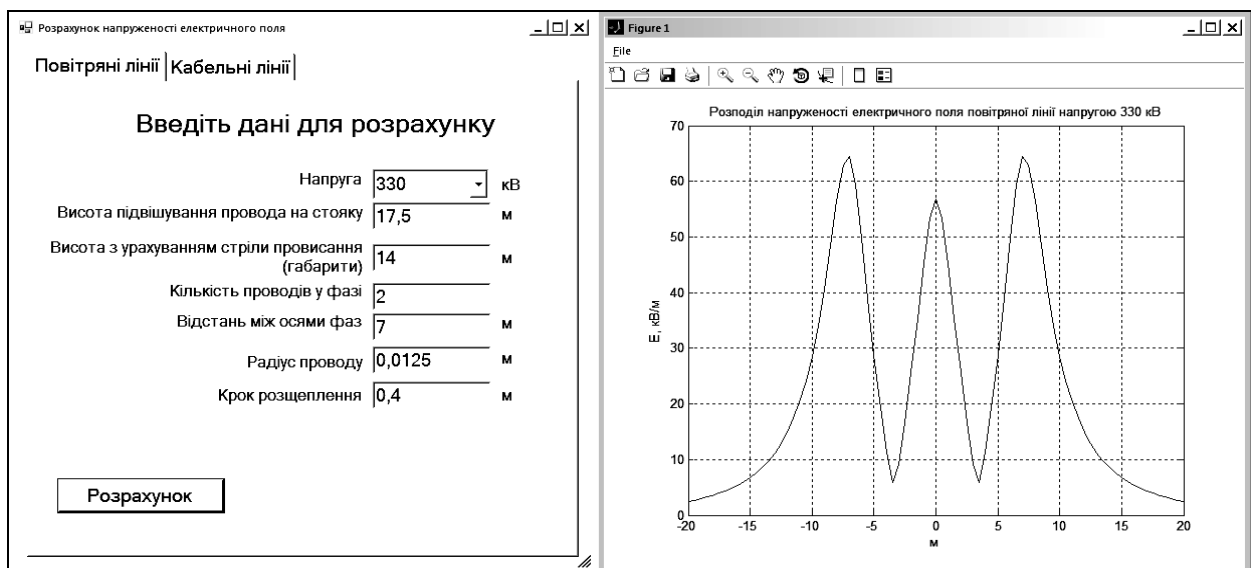 Розрахунок напруженості електричного поля
Повітряні лінії Кабельні лінії
Введіть дані для розрахунку
Напруга 330 кВ
Висота підвішування провода на стояку 17,5 м
Висота з урахуванням стріли провисання
(габарити) 14 м
Кількість проводів у фазі 2
Відстань між осями фаз 7 м
Радіус проводу 0,0125 м
Крок розщеплення 0,4 м
Розрахунок
Figure 1
File
Розподіл напруженості електричного поля повітряної лінії напругою 330 кВ
70
60
50
40
30
20
10
0
E, кВ/м
-20 -15 -10 -5 0 5 10 15 20
м